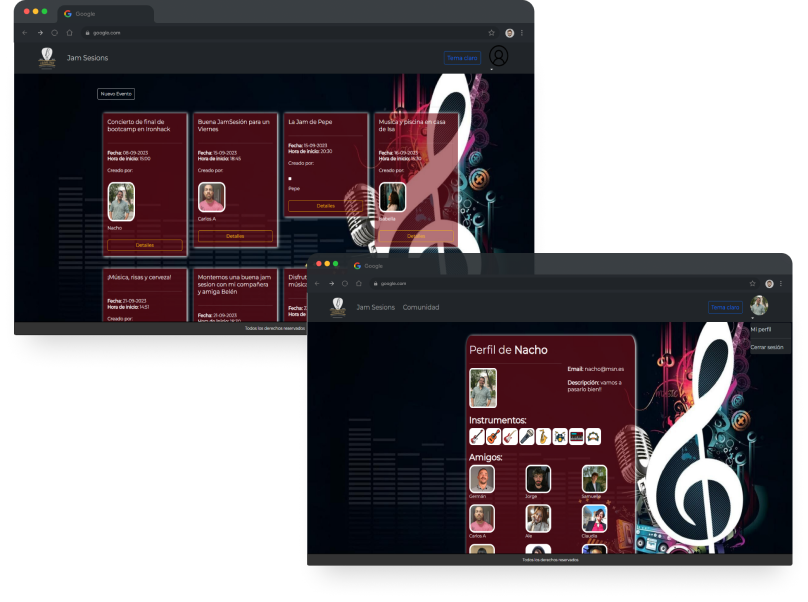 Google
google.com
Jam Sesions
Tema claro
Nuevo Evento
Concierto de final de
bootcamp en Ironhack
Fecha: 08-09-2023
Hora de inicio: 15:00
Creado por:
Nacho
Detalles
Buena JamSesión para un
Viernes
Fecha: 15-09-2023
Hora de inicio: 18:45
Creado por:
Carlos A
Detalles
La Jam de Pepe
Fecha: 15-09-2023
Hora de inicio: 20:30
Creado por:
Pepe
Detalles
Musica y piscina en casa
de Isa
Fecha: 16-09-2023
Hora de inicio: 16:30
Creado por:
Detalles
¡Música, risas y cerveza!
Fecha: 21-09-2023
Hora de inicio: 14:51
Creado por:
Montemos una buena jam
sesion con mi compañera
y amiga Belén
Fecha: 21-09-2023
Hora de inicio: 18:30
Disfrut
músic
Fecha:
Hora de
Todos los derechos reservados
Google
google.com
Jam Sesions Comunidad
Tema claro
Mi perfil
Cerrar sesión
Perfil de Nacho
Email: nacho@msn.es
Descripción: vamos a
pasarlo bien!!
Instrumentos:
Amigos:
Germán
Jorge
Samuel
Carlos A
Ale
Claudia
Todos los derechos reservados